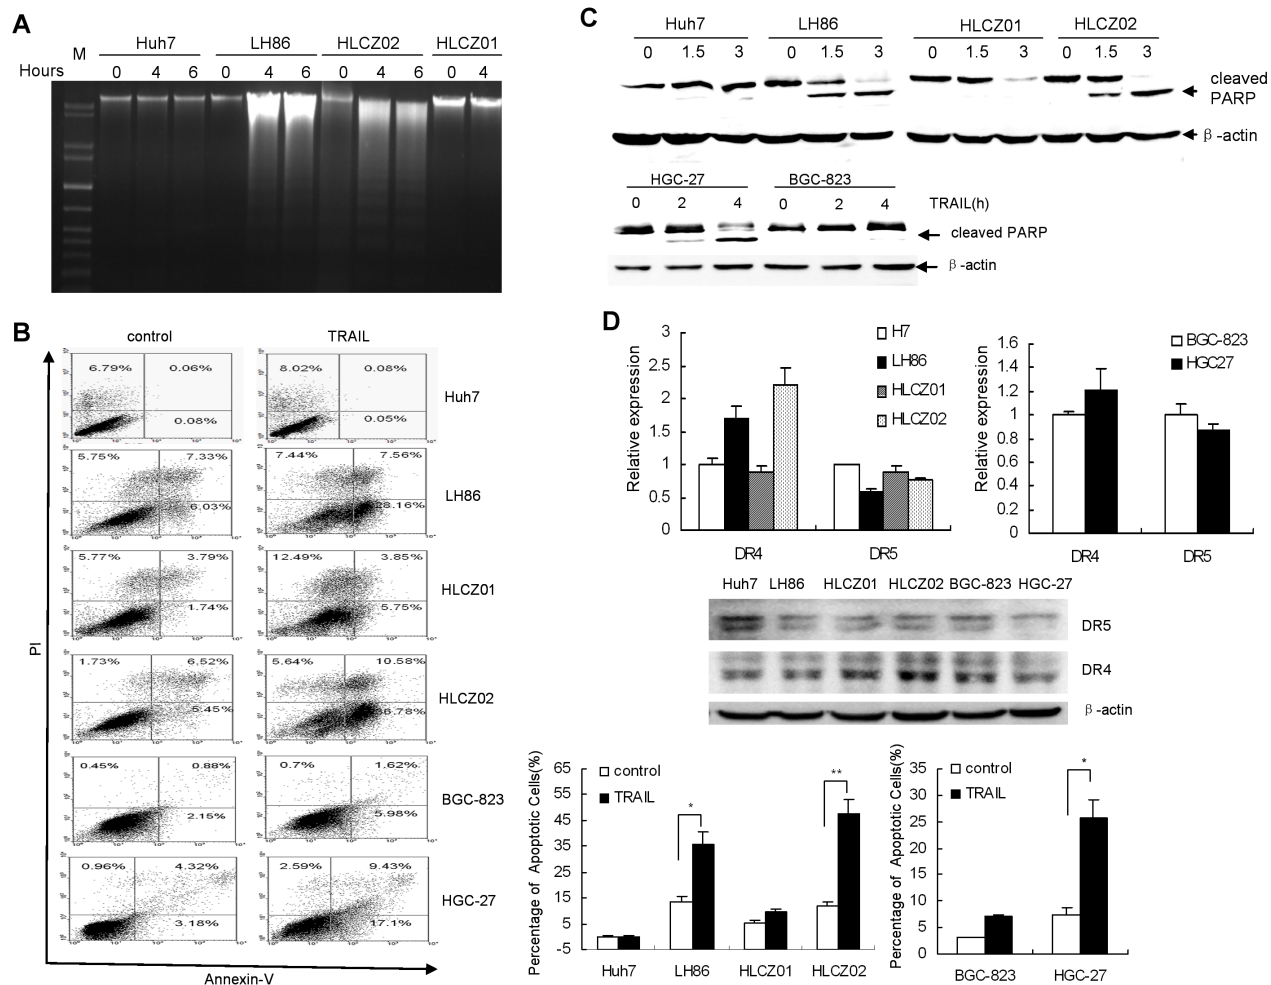 A
M
Huh7 LH86 HLCZ02 HLCZ01
Hours 0 4 6 0 4 6 0 4 6 0 4
B
control TRAIL
6.79% 0.06% 8.02% 0.08%
0.08% 0.05%
Huh7
5.75% 7.33% 7.44% 7.56%
6.03% 28.16%
LH86
5.77% 3.79% 12.49% 3.85%
1.74% 5.75%
HLCZ01
1.73% 6.52% 5.64% 10.58%
5.45%
HLCZ02
0.45% 0.88% 0.7% 1.62%
2.15% 5.98%
BGC-823
0.96% 4.32% 2.59% 9.43%
3.18% 17.1%
HGC-27
PI
Annexin-V
C
Huh7 LH86 HLCZ01 HLCZ02
0 1.5 3 0 1.5 3 0 1.5 3 0 1.5 3
cleaved
PARP
β-actin
HGC-27 BGC-823
0 2 4 0 2 4 TRAIL(h)
cleaved PARP
β-actin
D
Relative expression
3
2.5
2
1.5
1
0.5
0
H7
LH86
HLCZ01
HLCZ02
DR4 DR5
Relative expression
1.6
1.4
1.2
1
0.8
0.6
0.4
0.2
0
BGC-823
HGC27
DR4 DR5
Huh7 LH86 HLCZ01 HLCZ02 BGC-823 HGC-27
DR5
DR4
β-actin
Percentage of Apoptotic Cells(%)
65
55
45
35
25
15
5
-5
control
TRAIL
*
**
Huh7 LH86 HLCZ01 HLCZ02
Percentage of Apoptotic Cells(%)
35
30
25
20
15
10
5
0
control
TRAIL
*
BGC-823 HGC-27